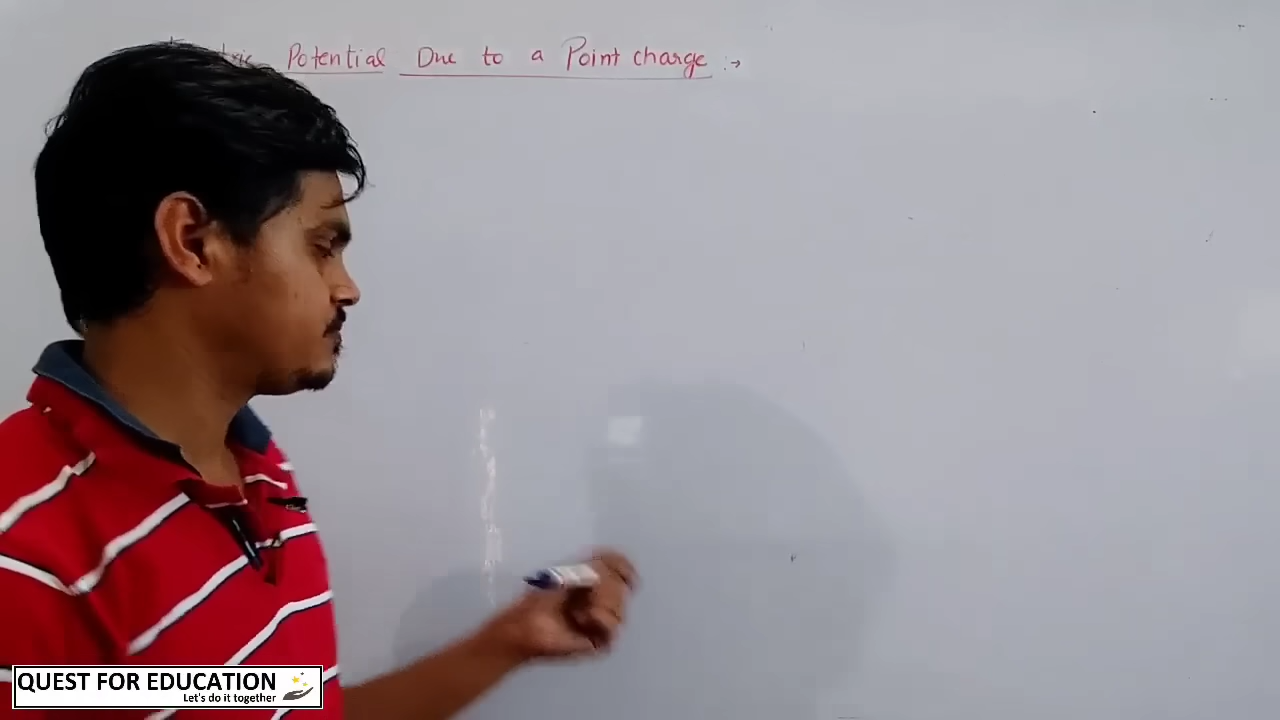 Potential Due to a Point charge :→
QUEST FOR EDUCATION
Let's do it together